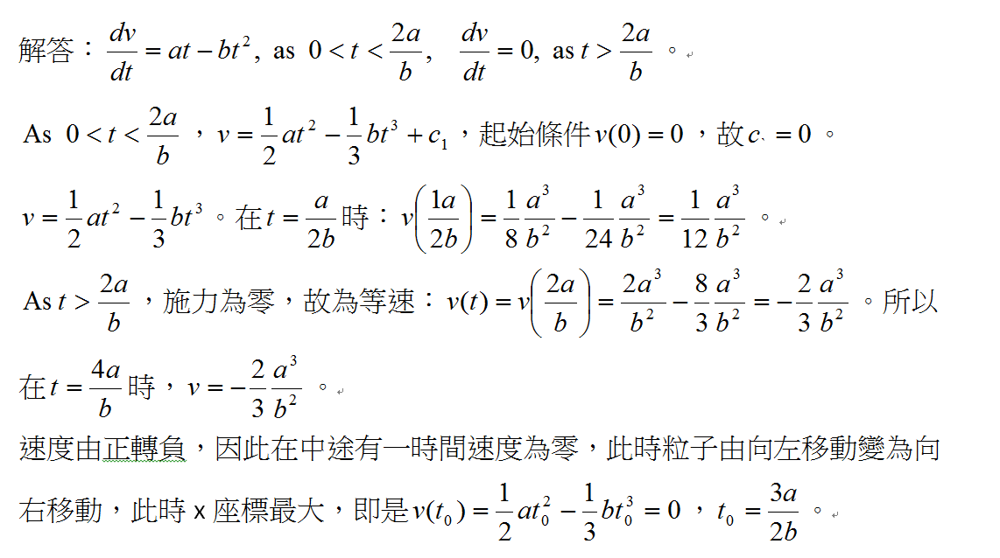 解答：$\frac{dv}{dt} = at - bt^2$, as $0 < t < \frac{2a}{b}$, $\frac{dv}{dt} = 0$, as $t > \frac{2a}{b}$。
As $0 < t < \frac{2a}{b}$，$v = \frac{1}{2}at^2 - \frac{1}{3}bt^3 + c_1$，起始條件$v(0) = 0$，故$c_、 = 0$。
$v = \frac{1}{2}at^2 - \frac{1}{3}bt^3$。在$t = \frac{a}{2b}$時：$v\left(\frac{1a}{2b}\right) = \frac{1}{8}\frac{a^3}{b^2} - \frac{1}{24}\frac{a^3}{b^2} = \frac{1}{12}\frac{a^3}{b^2}$。
As $t > \frac{2a}{b}$，施力為零，故為等速：$v(t) = v\left(\frac{2a}{b}\right) = \frac{2a^3}{b^2} - \frac{8}{3}\frac{a^3}{b^2} = -\frac{2}{3}\frac{a^3}{b^2}$。所以
在$t = \frac{4a}{b}$時，$v = -\frac{2}{3}\frac{a^3}{b^2}$。
速度由正轉負，因此在中途有一時間速度為零，此時粒子由向左移動變為向
右移動，此時 x 座標最大，即是$v(t_0) = \frac{1}{2}at_0^2 - \frac{1}{3}bt_0^3 = 0$，$t_0 = \frac{3a}{2b}$。